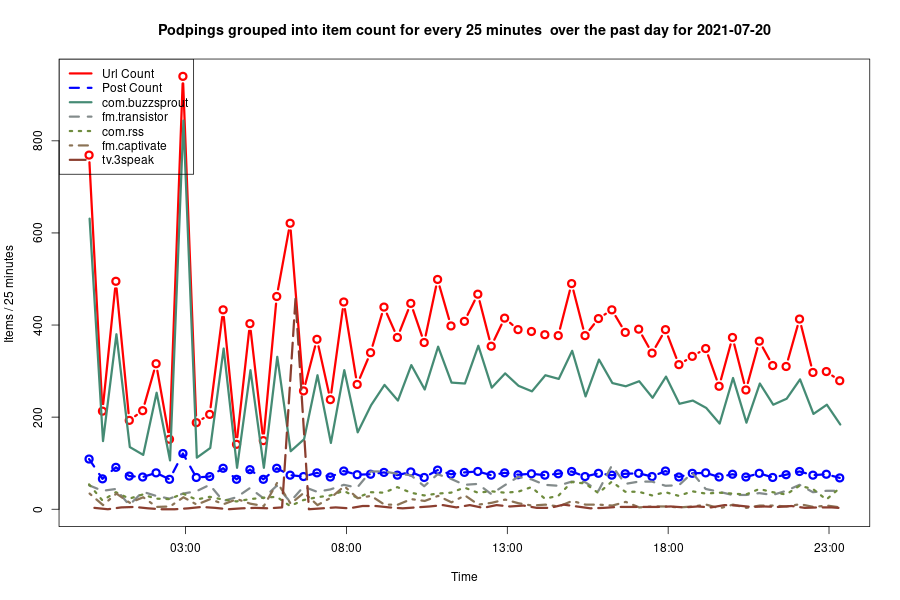 Podpings grouped into item count for every 25 minutes  over the past day for 2021-07-20
Url Count
Post Count
com.buzzsprout
fm.transistor
com.rss
fm.captivate
tv.3speak
Items / 25 minutes
800
600
400
200
0
03:00 08:00 13:00 18:00 23:00
Time